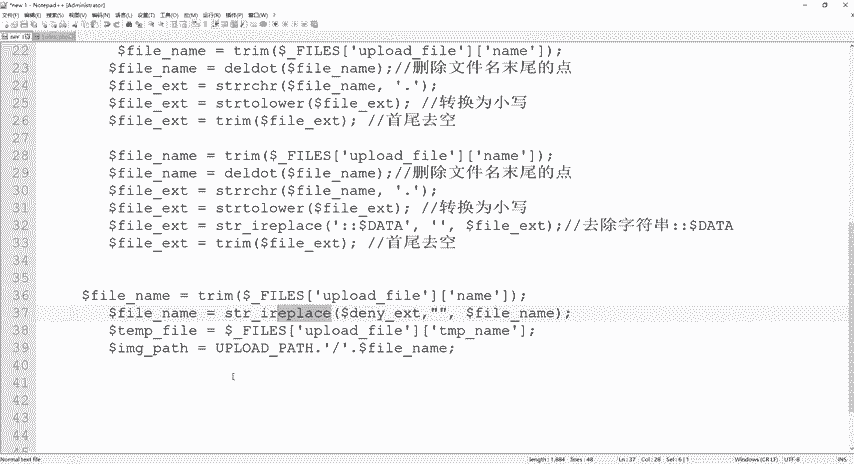 *new 1 - Notepad++ [Administrator]
文件(F) 编辑(E) 搜索(S) 视图(V) 编码(N) 语言(L) 设置(T) 工具(O) 宏(M) 运行(R) 插件(P) 窗口(W) ?
22 $file_name = trim($_FILES['upload_file']['name']);
23 $file_name = deldot($file_name);//删除文件名末尾的点
24 $file_ext = strrchr($file_name, '.');
25 $file_ext = strtolower($file_ext); //转换为小写
26 $file_ext = trim($file_ext); //首尾去空
27
28 $file_name = trim($_FILES['upload_file']['name']);
29 $file_name = deldot($file_name);//删除文件名末尾的点
30 $file_ext = strrchr($file_name, '.');
31 $file_ext = strtolower($file_ext); //转换为小写
32 $file_ext = str_ireplace('::$DATA', '', $file_ext);//去除字符串::$DATA
33 $file_ext = trim($file_ext); //首尾去空
34
35
36 $file_name = trim($_FILES['upload_file']['name']);
37 $file_name = str_ireplace($deny_ext,"", $file_name);
38 $temp_file = $_FILES['upload_file']['tmp_name'];
39 $img_path = UPLOAD_PATH.'/'.$file_name;
40
41
42
43
44
Normal text file length : 1,884 lines : 48 Ln : 37 Col : 28 Sel : 6 | 1 Windows (CR LF) UTF-8 INS